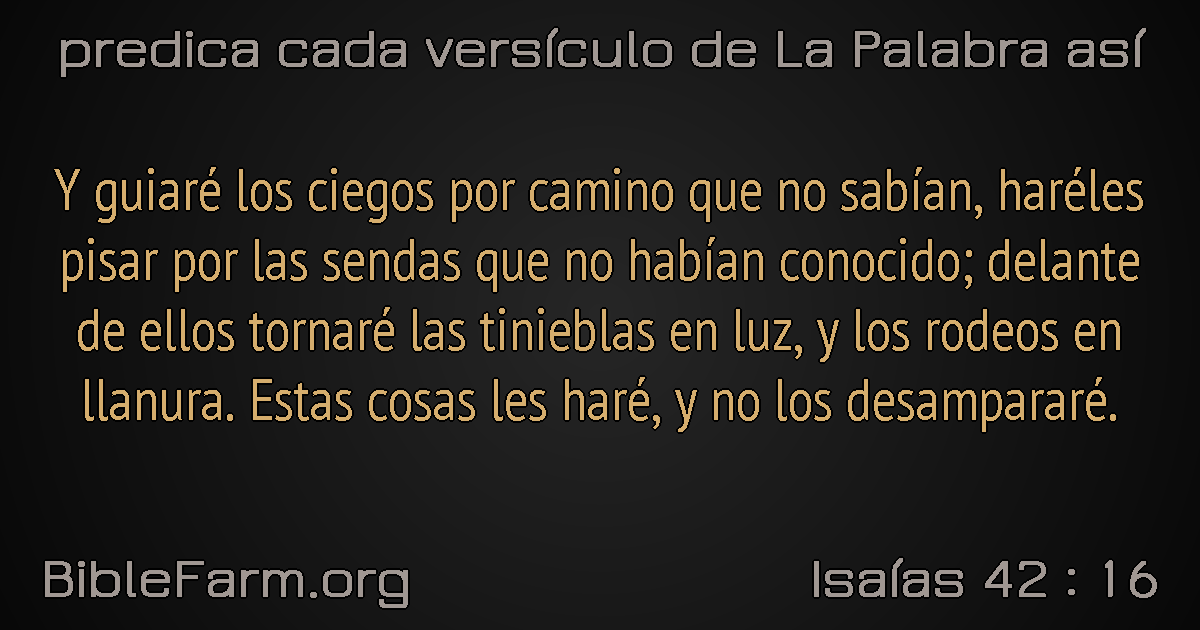 predica cada versículo de La Palabra así
Y guiaré los ciegos por camino que no sabían, haréles
pisar por las sendas que no habían conocido; delante
de ellos tornaré las tinieblas en luz, y los rodeos en
llanura. Estas cosas les haré, y no los desampararé.
BibleFarm.org
Isaías 42 : 16